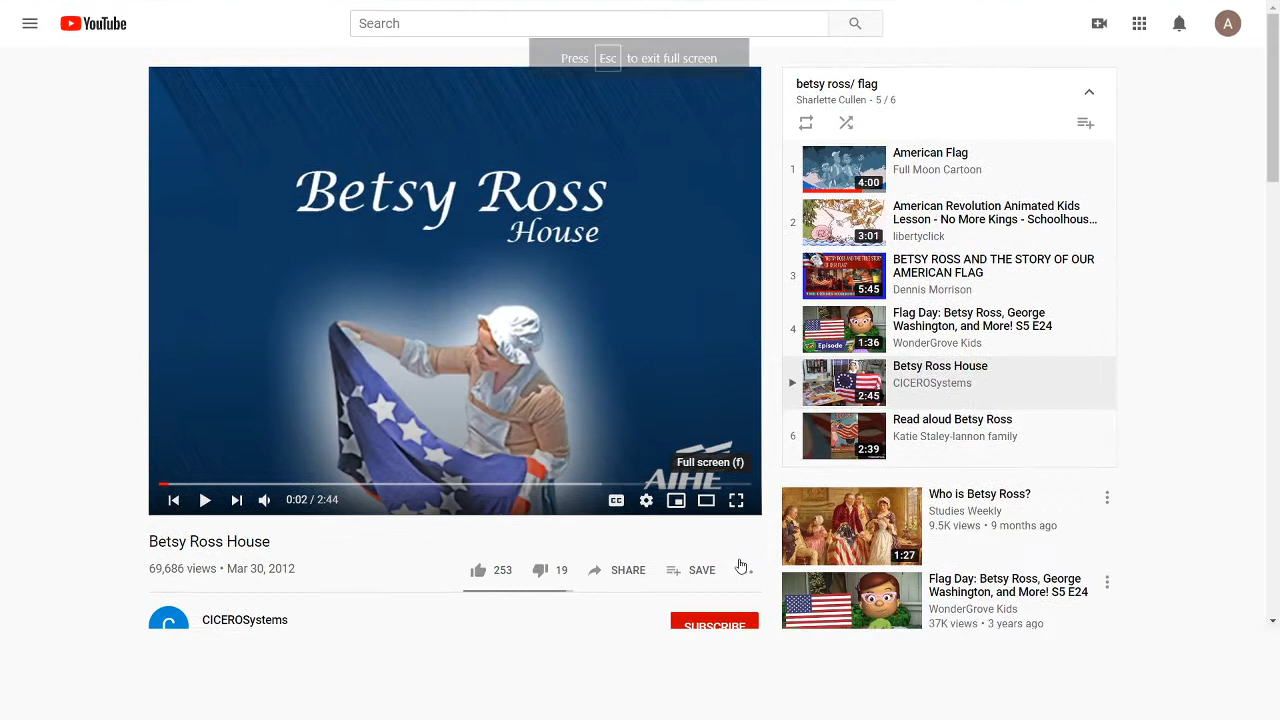 YouTube
Search
A
Press Esc to exit full screen
Betsy Ross
House
AIHE
Full screen (f)
0:02 / 2:44
CC
Betsy Ross House
69,686 views • Mar 30, 2012
253
19
SHARE
SAVE
C
CICEROSystems
SUBSCRIBE
betsy ross/ flag
Sharlette Cullen - 5 / 6
1
4:00
American Flag
Full Moon Cartoon
2
3:01
American Revolution Animated Kids
Lesson - No More Kings - Schoolhous...
libertyclick
3
5:45
BETSY ROSS AND THE STORY OF OUR
AMERICAN FLAG
Dennis Morrison
4
Episode
1:36
Flag Day: Betsy Ross, George
Washington, and More! S5 E24
WonderGrove Kids
2:45
Betsy Ross House
CICEROSystems
6
2:39
Read aloud Betsy Ross
Katie Staley-Iannon family
1:27
Who is Betsy Ross?
Studies Weekly
9.5K views • 9 months ago
Flag Day: Betsy Ross, George
Washington, and More! S5 E24
WonderGrove Kids
37K views • 3 years ago